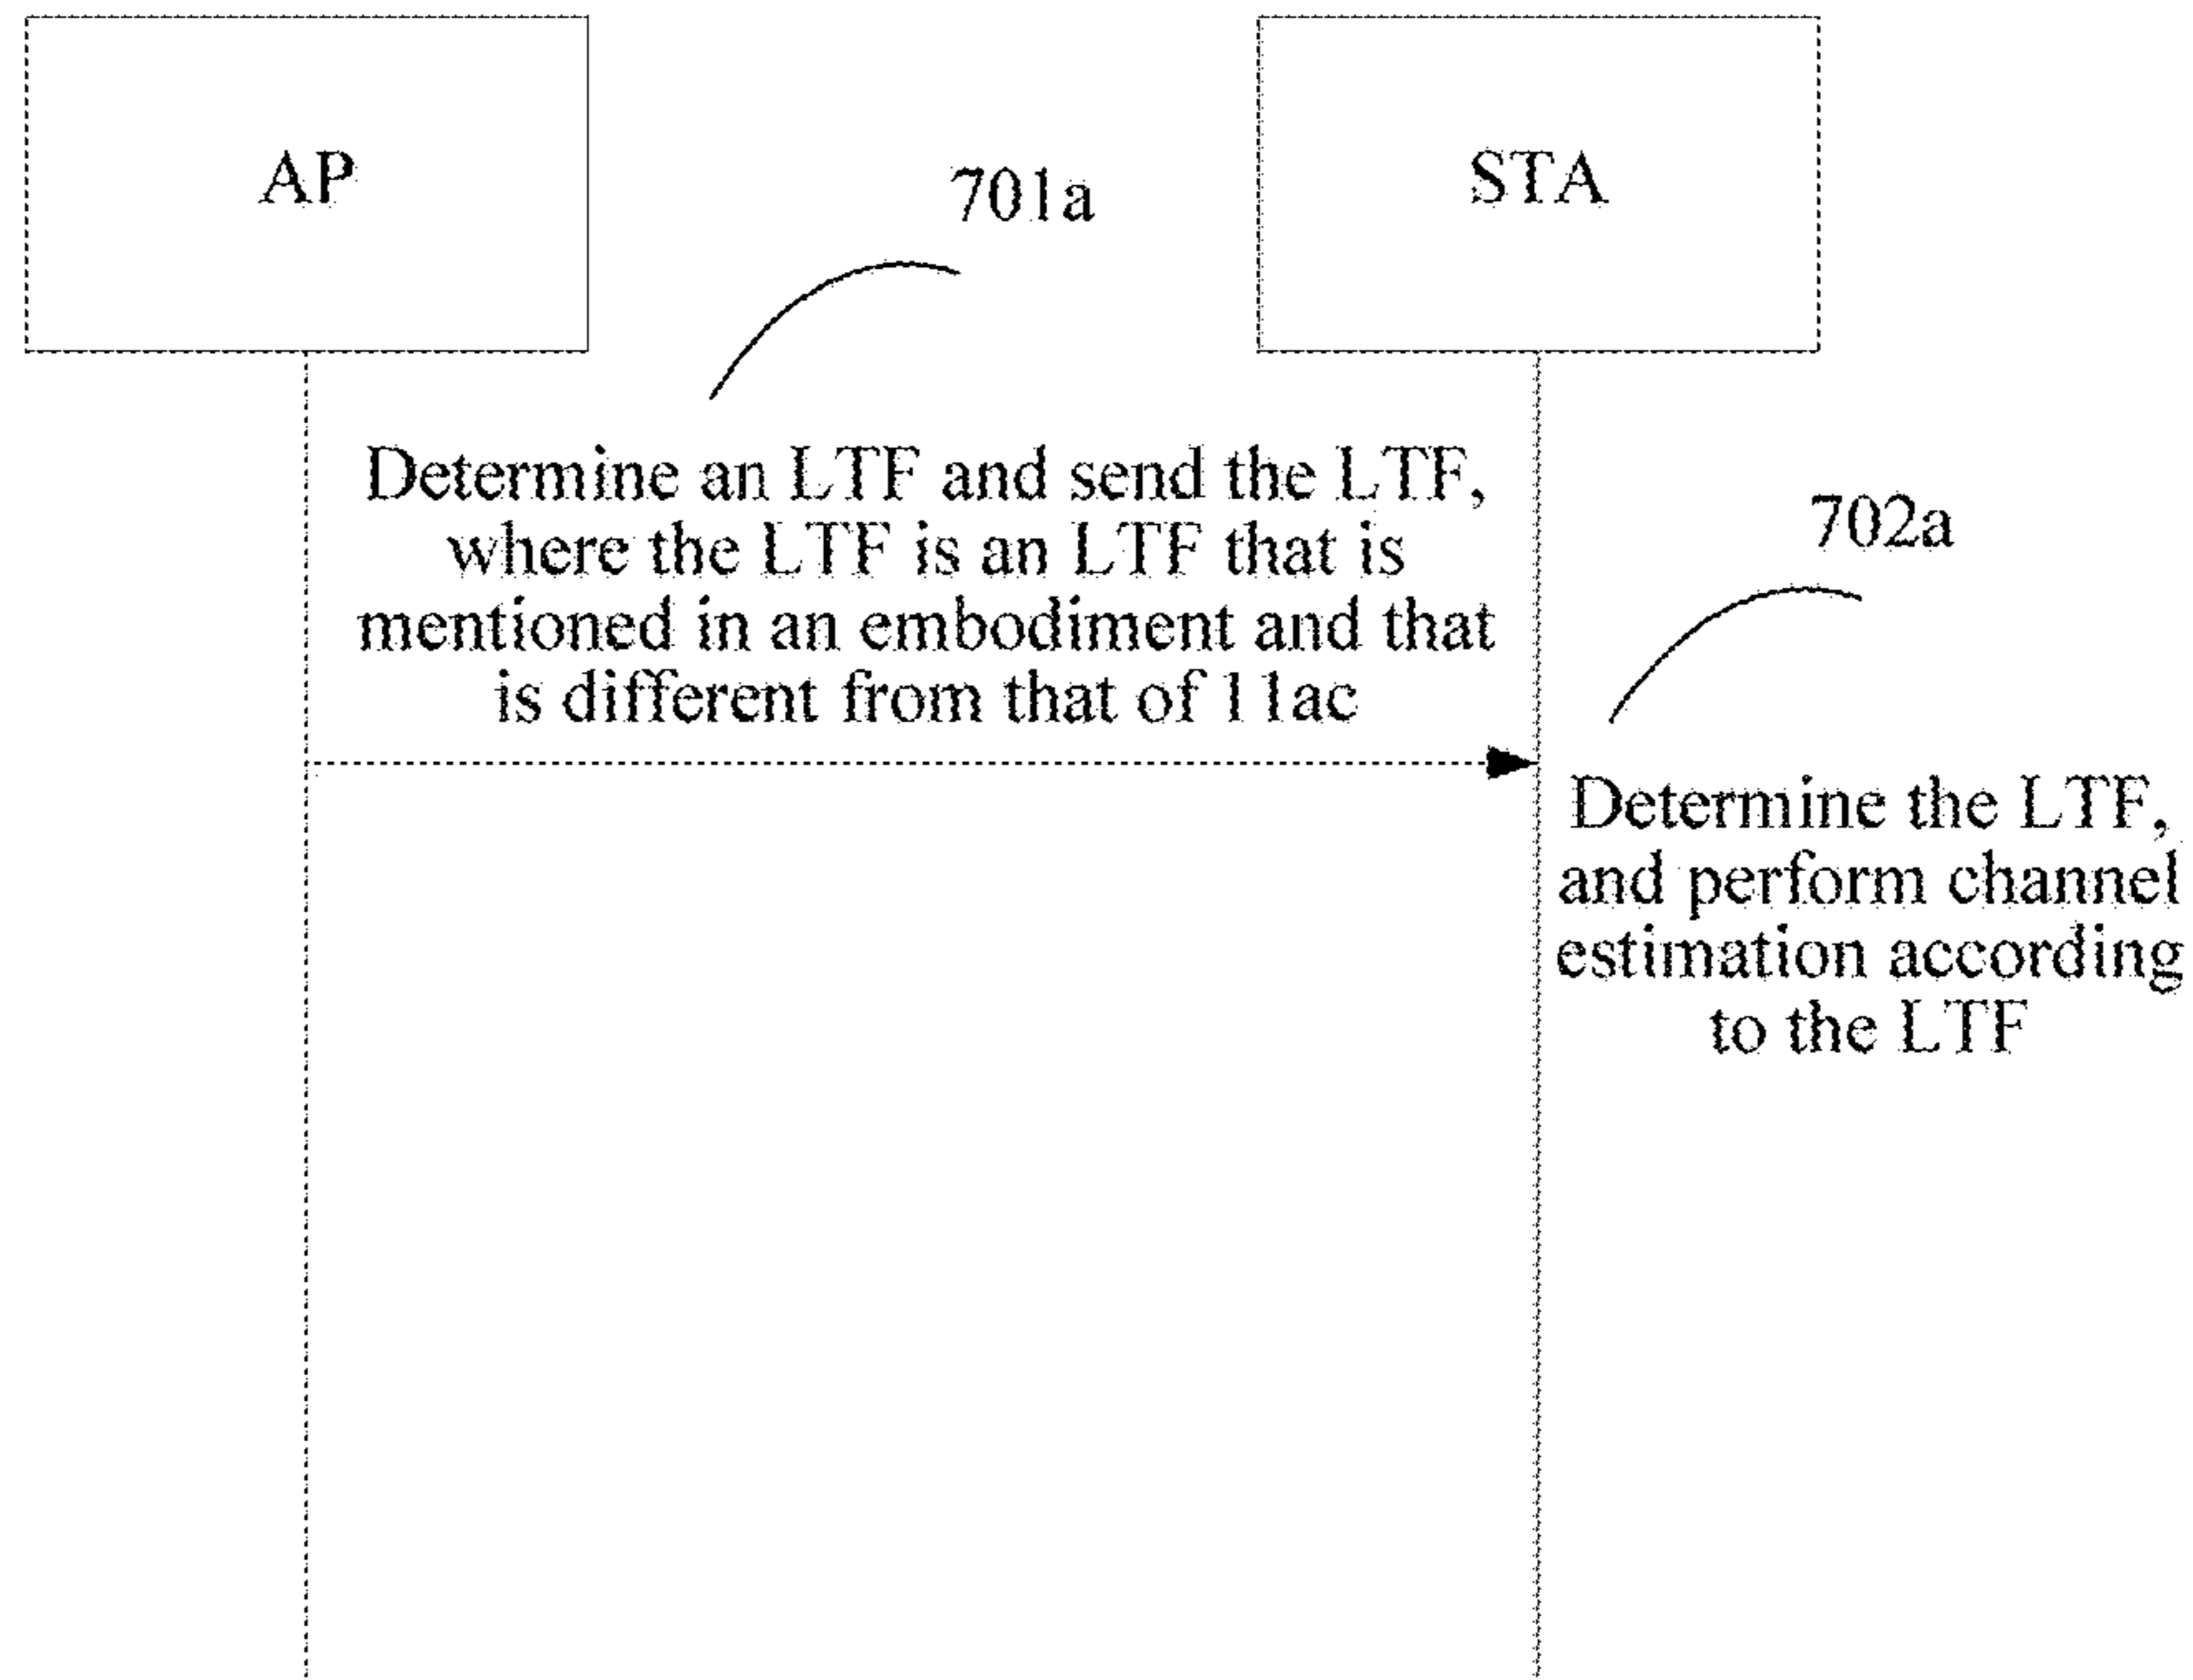 AP
STA
701a
Determine an LTF and send the LTF,
where the LTF is an LTF that is
mentioned in an embodiment and that
is different from that of 11ac
702a
Determine the LTF,
and perform channel
estimation according
to the LTF